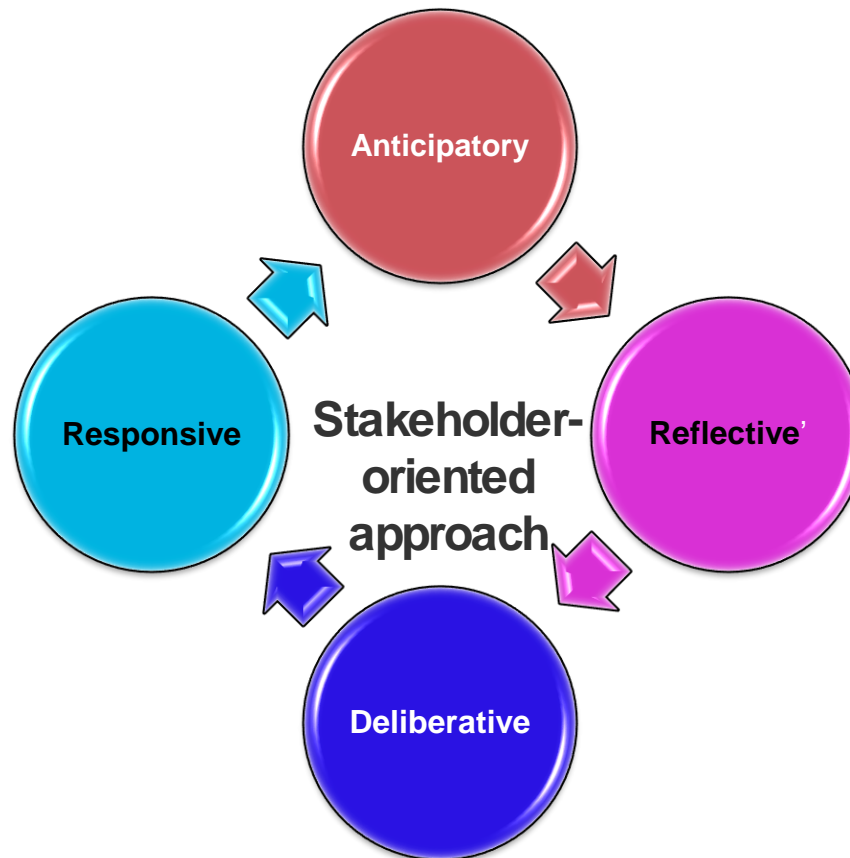 Anticipatory
Responsive
Stakeholder-
oriented
approach
Reflective’
Deliberative